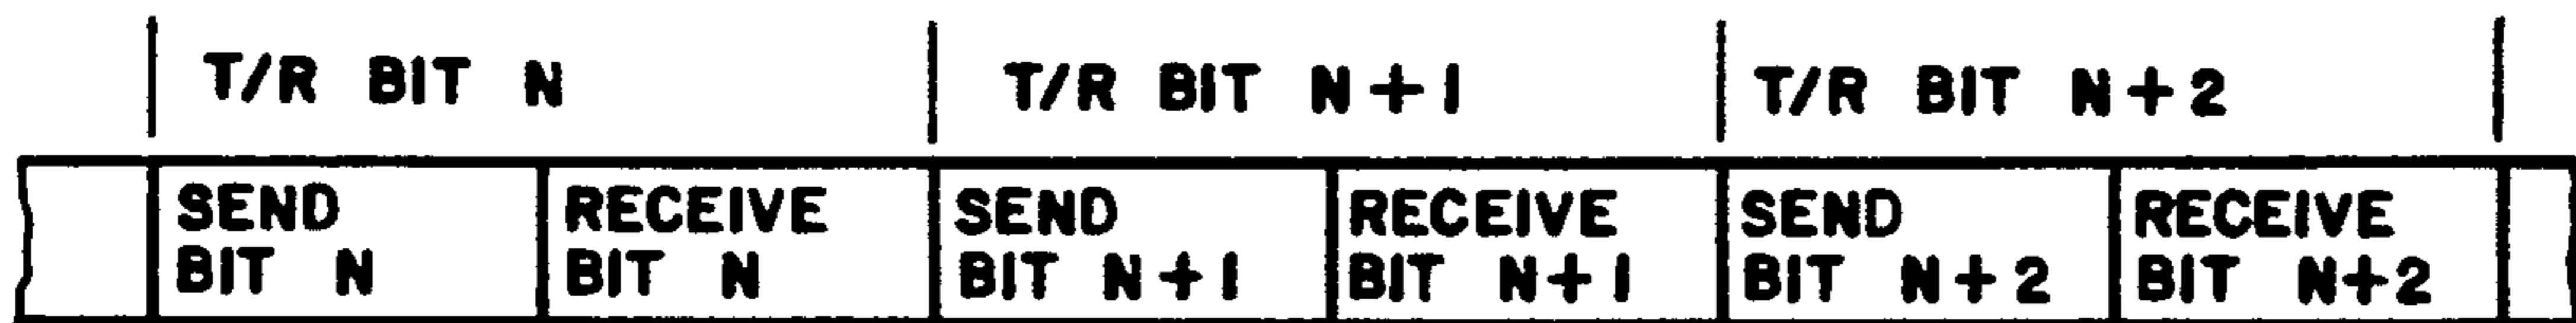 T/R BIT N T/R BIT N+1 T/R BIT N+2
SEND RECEIVE SEND RECEIVE SEND RECEIVE
BIT N BIT N BIT N+1 BIT N+1 BIT N+2 BIT N+2